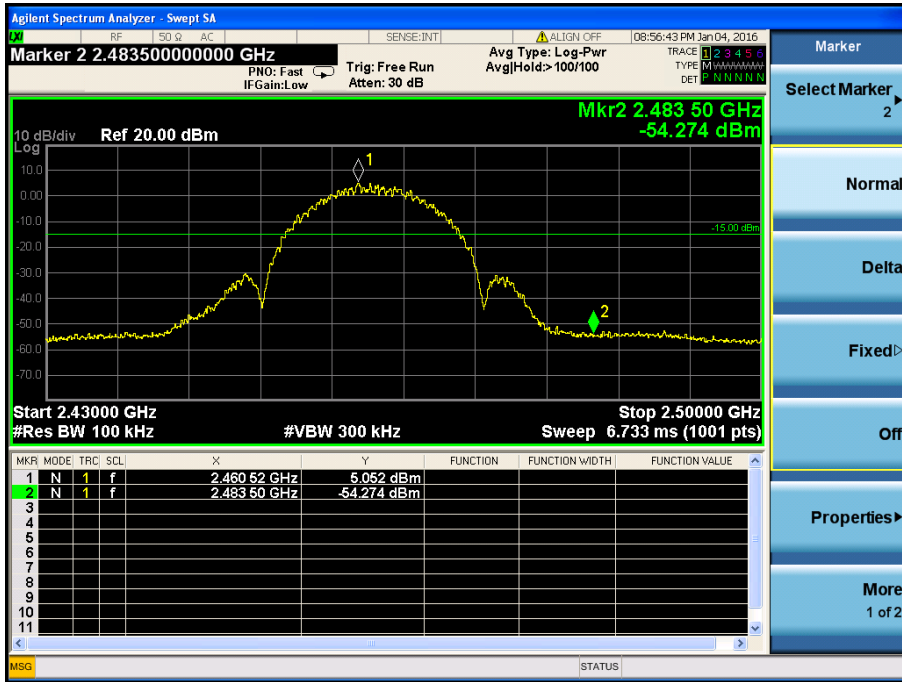 Agilent Spectrum Analyzer - Swept SA
LXI RF 50 Ω AC SENSE:INT ALIGN OFF 08:56:43 PM Jan 04, 2016
Marker 2 2.483500000000 GHz
PNO: Fast
IFGain:Low
Trig: Free Run
Atten: 30 dB
Avg Type: Log-Pwr
Avg|Hold:>100/100
TRACE 1 2 3 4 5 6
TYPE M WWWWW
DET P N N N N N
Mkr2 2.483 50 GHz
-54.274 dBm
10 dB/div Ref 20.00 dBm
Log
10.0
0.00
-10.0
-20.0
-30.0
-40.0
-50.0
-60.0
-70.0
1
-15.00 dBm
2
Start 2.43000 GHz Stop 2.50000 GHz
#Res BW 100 kHz #VBW 300 kHz Sweep 6.733 ms (1001 pts)
MKR MODE TRC SCL X Y FUNCTION FUNCTION WIDTH FUNCTION VALUE
1 N 1 f 2.460 52 GHz 5.052 dBm
2 N 1 f 2.483 50 GHz -54.274 dBm
3
4
5
6
7
8
9
10
11
MSG STATUS
Marker
Select Marker
2
Normal
Delta
Fixed
Off
Properties
More
1 of 2